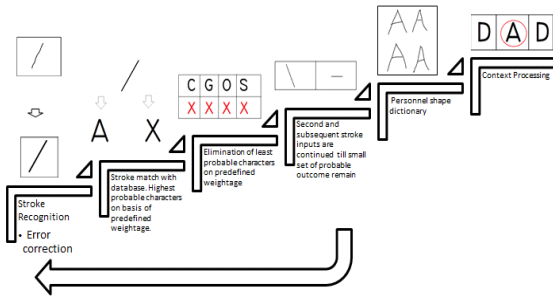 A A
A A
D A D
C G O S
X X X X
A X
Context Processing
Personnel shape
dictionary
Second and
subsequent stroke
inputs are
continued till small
set of probable
outcome remain
Elimination of least
probable characters
on predefined
weightage
Stroke match with
database. Highest
probable characters
on basis of
predefined
weightage.
Stroke
Recognition
• Error
correction